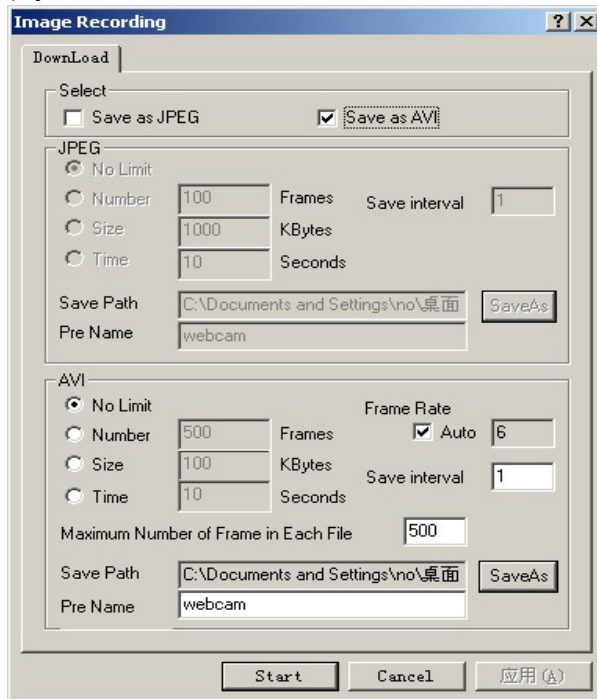 Image Recording
DownLoad
Select
Save as JPEG Save as AVI
JPEG
No Limit
Number 100 Frames Save interval 1
Size 1000 KBytes
Time 10 Seconds
Save Path C:\Documents and Settings\no\桌面 SaveAs
Pre Name webcam
AVI
No Limit Frame Rate
Number 500 Frames Auto 6
Size 100 KBytes Save interval 1
Time 10 Seconds
Maximum Number of Frame in Each File 500
Save Path C:\Documents and Settings\no\桌面 SaveAs
Pre Name webcam
Start Cancel 应用(A)